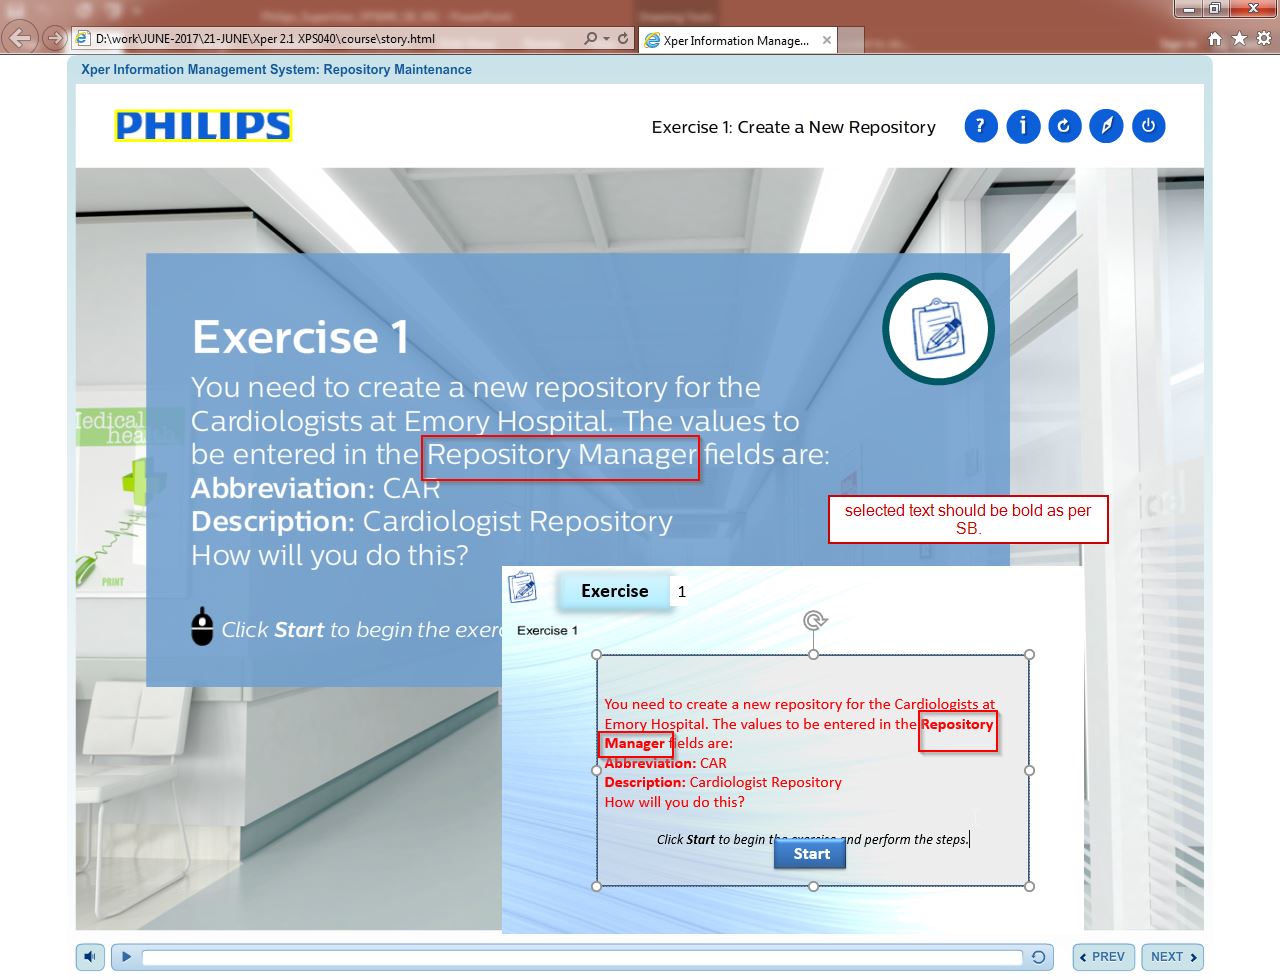 D:\work\JUNE-2017\21-JUNE\Xper 2.1 XPS040\course\story.html
Xper Information Manage...
Xper Information Management System: Repository Maintenance
PHILIPS
Exercise 1: Create a New Repository
Exercise 1
You need to create a new repository for the
Cardiologists at Emory Hospital. The values to
be entered in the Repository Manager fields are:
Abbreviation: CAR
Description: Cardiologist Repository
How will you do this?
Click Start to begin the exerc
selected text should be bold as per
SB.
PRINT
Exercise 1
Exercise 1
You need to create a new repository for the Cardiologists at
Emory Hospital. The values to be entered in the Repository
Manager fields are:
Abbreviation: CAR
Description: Cardiologist Repository
How will you do this?
Click Start to begin the exercise and perform the steps.
Start
PREV
NEXT